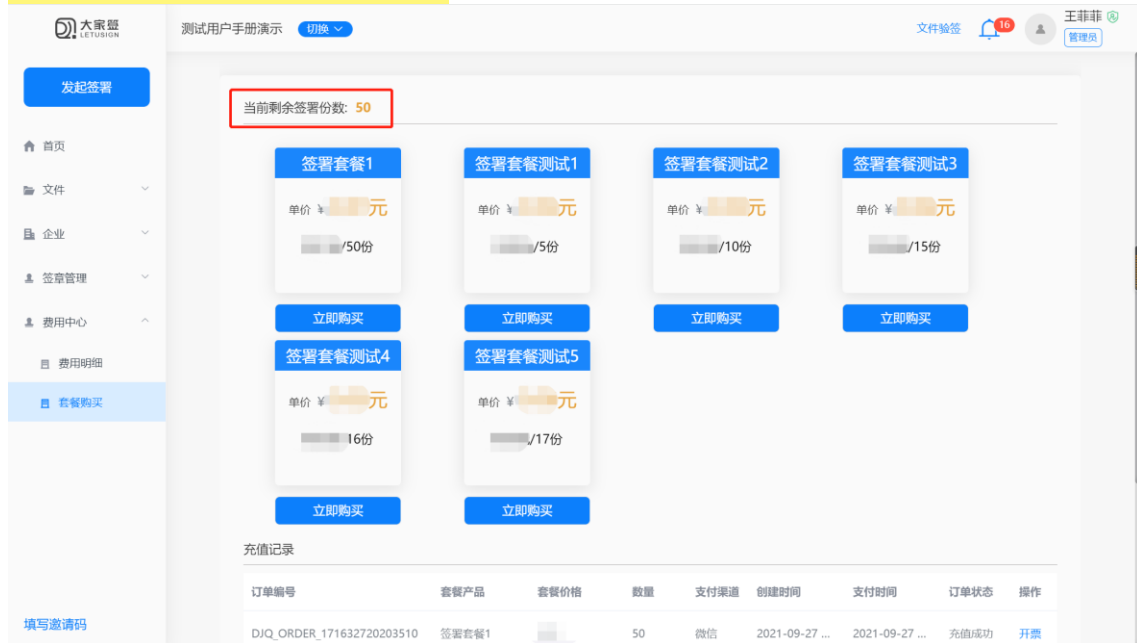 大家签
LETUSIGN
测试用户手册演示 切换
文件验签 16 王菲菲
管理员
发起签署
首页
文件
企业
签章管理
费用中心
费用明细
套餐购买
填写邀请码
当前剩余签署份数: 50
签署套餐1 签署套餐测试1 签署套餐测试2 签署套餐测试3
单价 ¥ 元 单价 ¥ 元 单价 ¥ 元 单价 ¥ 元
/50份 /5份 /10份 /15份
立即购买 立即购买 立即购买 立即购买
签署套餐测试4 签署套餐测试5
单价 ¥ 元 单价 ¥ 元
16份 /17份
立即购买 立即购买
充值记录
订单编号 套餐产品 套餐价格 数量 支付渠道 创建时间 支付时间 订单状态 操作
DJQ_ORDER_171632720203510 签署套餐1 50 微信 2021-09-27 ... 2021-09-27 ... 充值成功 开票